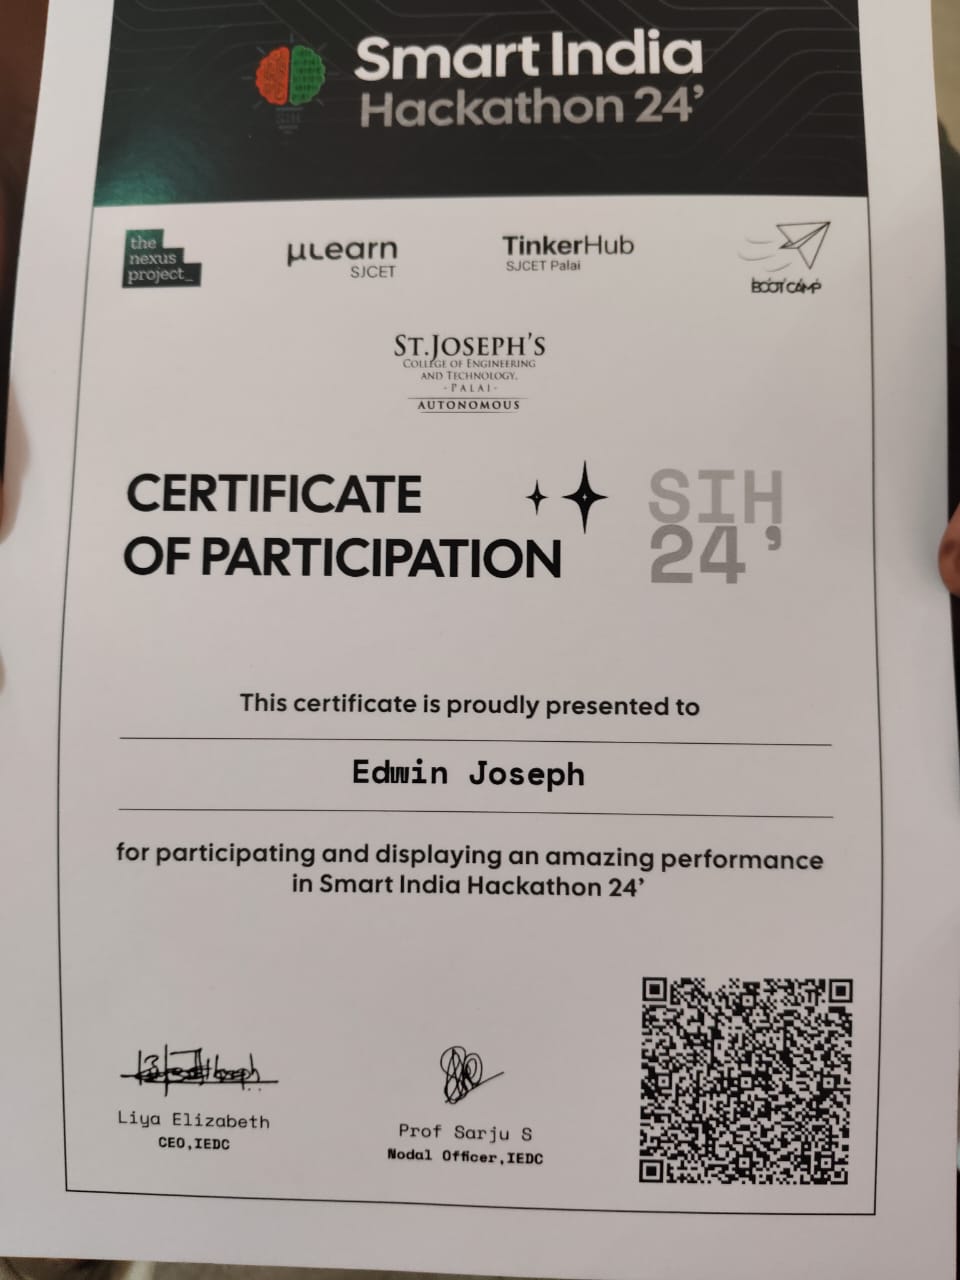 Smart India
Hackathon 24'
the
nexus
project_
µLearn
SJCET
TinkerHub
SJCET Palai
BOOTCAMP
ST.JOSEPH'S
COLLEGE OF ENGINEERING
AND TECHNOLOGY,
- PALAI -
AUTONOMOUS
CERTIFICATE
OF PARTICIPATION
SIH
24'
This certificate is proudly presented to
Edwin Joseph
for participating and displaying an amazing performance
in Smart India Hackathon 24'
Liya Elizabeth
CEO,IEDC
Prof Sarju S
Nodal Officer,IEDC